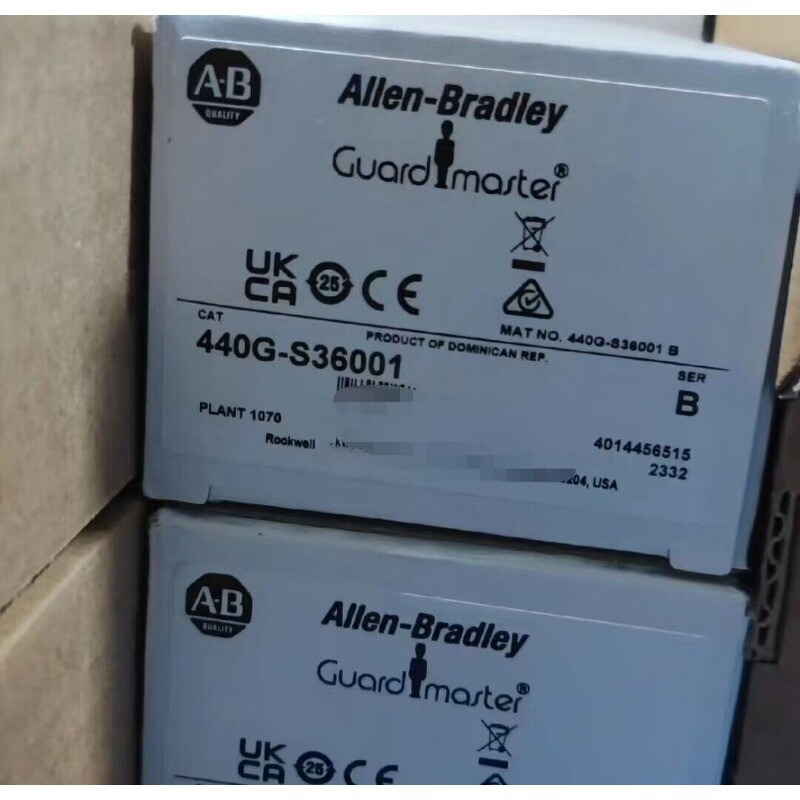 A-B
QUALITY
Allen-Bradley
Guardmaster®
UK
CA
25
CE
MAT NO. 440G-S36001 B
CAT
PRODUCT OF DOMINICAN REP.
440G-S36001
SER
B
PLANT 1070
4014456515
Rockwell
2332
204, USA
A-B
QUALITY
Allen-Bradley
Guardmaster®
UK
CA
25
CE